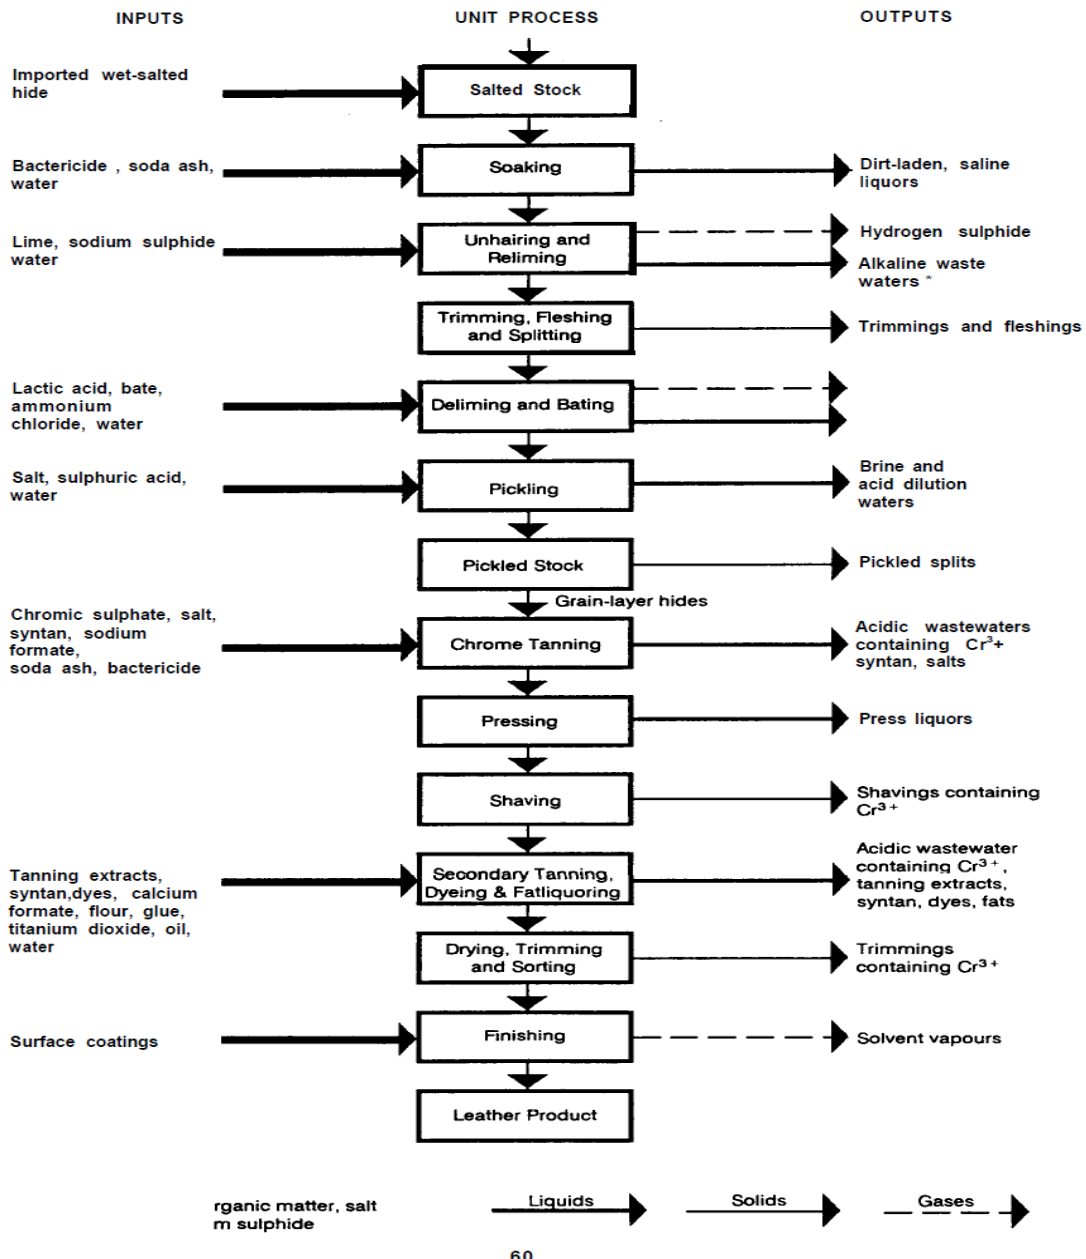 INPUTS UNIT PROCESS OUTPUTS
Imported wet-salted
hide
Salted Stock
Bactericide , soda ash,
water
Soaking
Dirt-laden, saline
liquors
Lime, sodium sulphide
water
Unhairing and
Reliming
Hydrogen sulphide
Alkaline waste
waters *
Trimming, Fleshing
and Splitting
Trimmings and fleshings
Lactic acid, bate,
ammonium
chloride, water
Deliming and Bating
Salt, sulphuric acid,
water
Pickling
Brine and
acid dilution
waters
Pickled Stock
Pickled splits
Grain-layer hides
Chromic sulphate, salt,
syntan, sodium
formate,
soda ash, bactericide
Chrome Tanning
Acidic wastewaters
containing Cr³+
syntan, salts
Pressing
Press liquors
Shaving
Shavings containing
Cr³⁺
Tanning extracts,
syntan,dyes, calcium
formate, flour, glue,
titanium dioxide, oil,
water
Secondary Tanning,
Dyeing & Fatliquoring
Acidic wastewater
containing Cr³⁺,
tanning extracts,
syntan, dyes, fats
Drying, Trimming
and Sorting
Trimmings
containing Cr³⁺
Surface coatings
Finishing
Solvent vapours
Leather Product
rganic matter, salt
m sulphide
Liquids Solids Gases
60